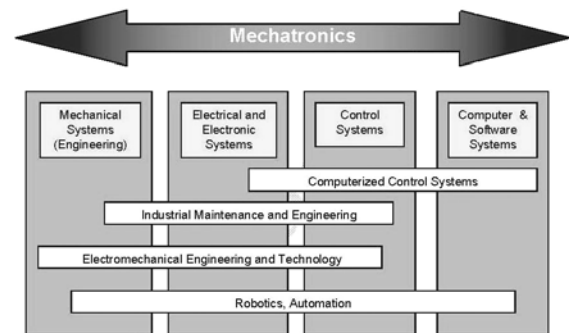 Mechatronics
Mechanical
Systems
(Engineering)
Electrical and
Electronic
Systems
Control
Systems
Computer &
Software
Systems
Computerized Control Systems
Industrial Maintenance and Engineering
Electromechanical Engineering and Technology
Robotics, Automation